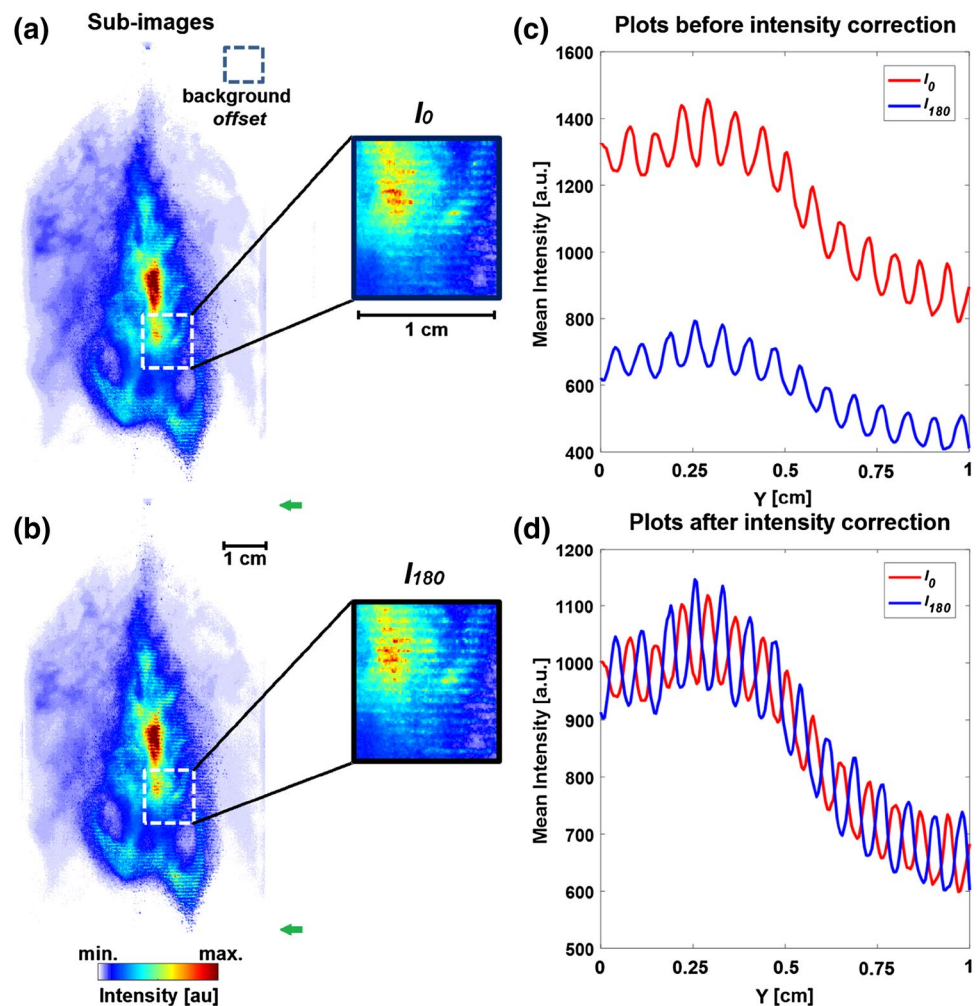 (a)
Sub-images
background
offset
I0
1 cm
(b)
1 cm
I180
min. max.
Intensity [au]
(c)
Plots before intensity correction
I0
I180
Mean Intensity [a.u.]
1600
1400
1200
1000
800
600
400
0 0.25 0.5 0.75 1
Y [cm]
(d)
Plots after intensity correction
I0
I180
Mean Intensity [a.u.]
1200
1100
1000
900
800
700
600
500
0 0.25 0.5 0.75 1
Y [cm]